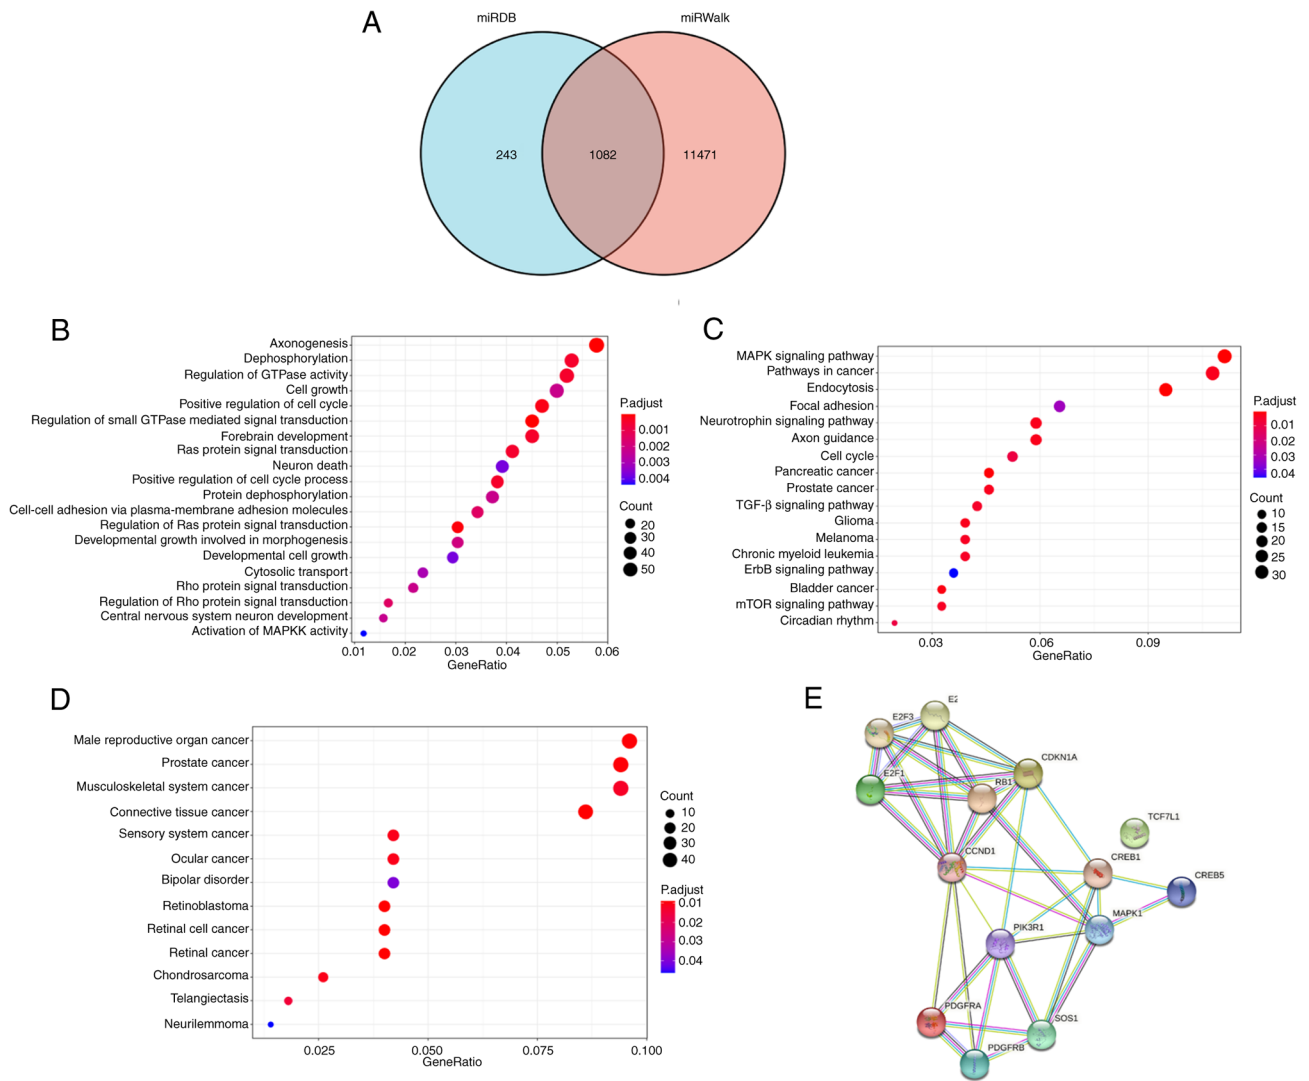 A
miRDB
miRWalk
243
1082
11471
B
Axonogenesis
Dephosphorylation
Regulation of GTPase activity
Cell growth
Positive regulation of cell cycle
Regulation of small GTPase mediated signal transduction
Forebrain development
Ras protein signal transduction
Neuron death
Positive regulation of cell cycle process
Protein dephosphorylation
Cell-cell adhesion via plasma-membrane adhesion molecules
Regulation of Ras protein signal transduction
Developmental growth involved in morphogenesis
Developmental cell growth
Cytosolic transport
Rho protein signal transduction
Regulation of Rho protein signal transduction
Central nervous system neuron development
Activation of MAPKK activity
0.01 0.02 0.03 0.04 0.05 0.06
GeneRatio
P.adjust
0.001
0.002
0.003
0.004
Count
20
30
40
50
C
MAPK signaling pathway
Pathways in cancer
Endocytosis
Focal adhesion
Neurotrophin signaling pathway
Axon guidance
Cell cycle
Pancreatic cancer
Prostate cancer
TGF-β signaling pathway
Glioma
Melanoma
Chronic myeloid leukemia
ErbB signaling pathway
Bladder cancer
mTOR signaling pathway
Circadian rhythm
0.03 0.06 0.09
GeneRatio
P.adjust
0.01
0.02
0.03
0.04
Count
10
15
20
25
30
D
Male reproductive organ cancer
Prostate cancer
Musculoskeletal system cancer
Connective tissue cancer
Sensory system cancer
Ocular cancer
Bipolar disorder
Retinoblastoma
Retinal cell cancer
Retinal cancer
Chondrosarcoma
Telangiectasis
Neurilemmoma
0.025 0.050 0.075 0.100
GeneRatio
Count
10
20
30
40
P.adjust
0.01
0.02
0.03
0.04
E
E2
E2F3
CDKN1A
E2F1
RB1
TCF7L1
CCND1
CREB1
CREB5
MAPK1
PIK3R1
PDGFRA
SOS1
PDGFRB